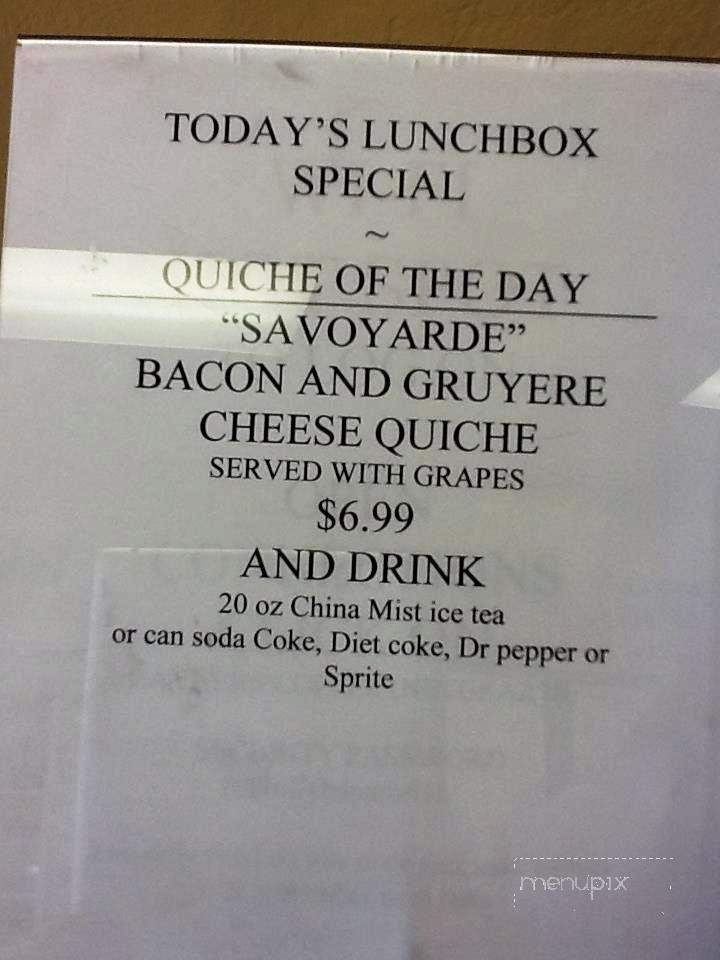 TODAY'S LUNCHBOX
SPECIAL
~
QUICHE OF THE DAY
“SAVOYARDE”
BACON AND GRUYERE
CHEESE QUICHE
SERVED WITH GRAPES
$6.99
AND DRINK
20 oz China Mist ice tea
or can soda Coke, Diet coke, Dr pepper or
Sprite
menupix